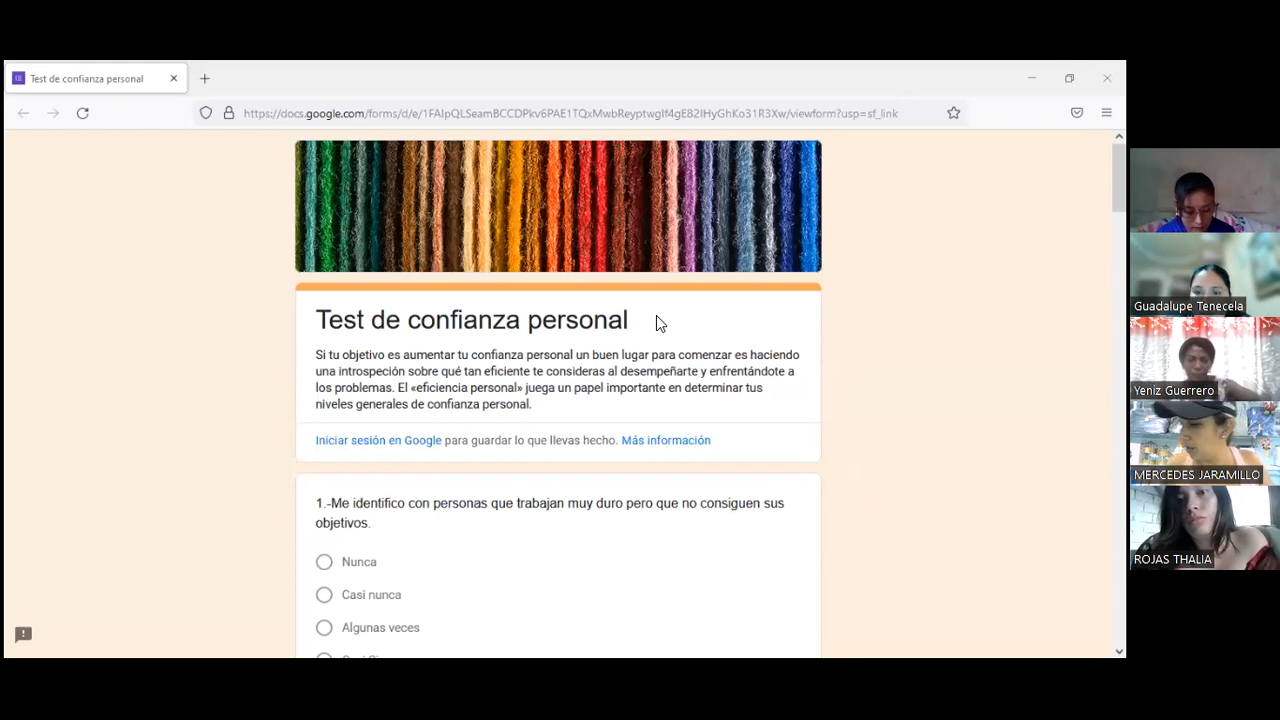 Test de confianza personal
https://docs.google.com/forms/d/e/1FAIpQLSeamBCCDPkv6PAE1TQxMwbReyptwgIf4gE82IHyGhKo31R3Xw/viewform?usp=sf_link
Test de confianza personal
Si tu objetivo es aumentar tu confianza personal un buen lugar para comenzar es haciendo
una introspeción sobre qué tan eficiente te consideras al desempeñarte y enfrentándote a
los problemas. El «eficiencia personal» juega un papel importante en determinar tus
niveles generales de confianza personal.
Iniciar sesión en Google para guardar lo que llevas hecho. Más información
1.-Me identifico con personas que trabajan muy duro pero que no consiguen sus
objetivos.
Nunca
Casi nunca
Algunas veces
Guadalupe Tenecela
Yeniz Guerrero
MERCEDES JARAMILLO
ROJAS THALIA